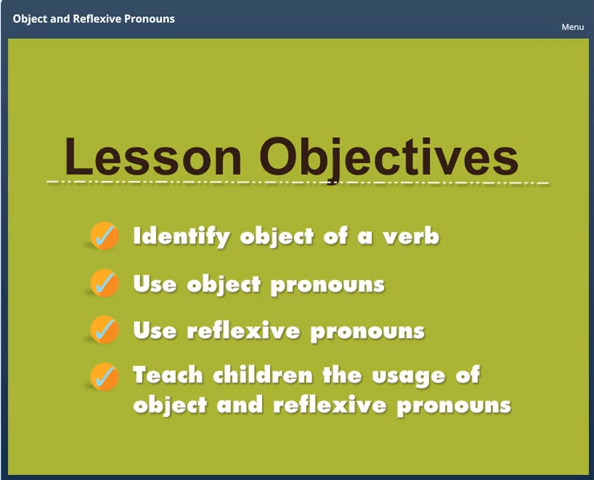 Object and Reflexive Pronouns
Menu
Lesson Objectives
Identify object of a verb
Use object pronouns
Use reflexive pronouns
Teach children the usage of
object and reflexive pronouns